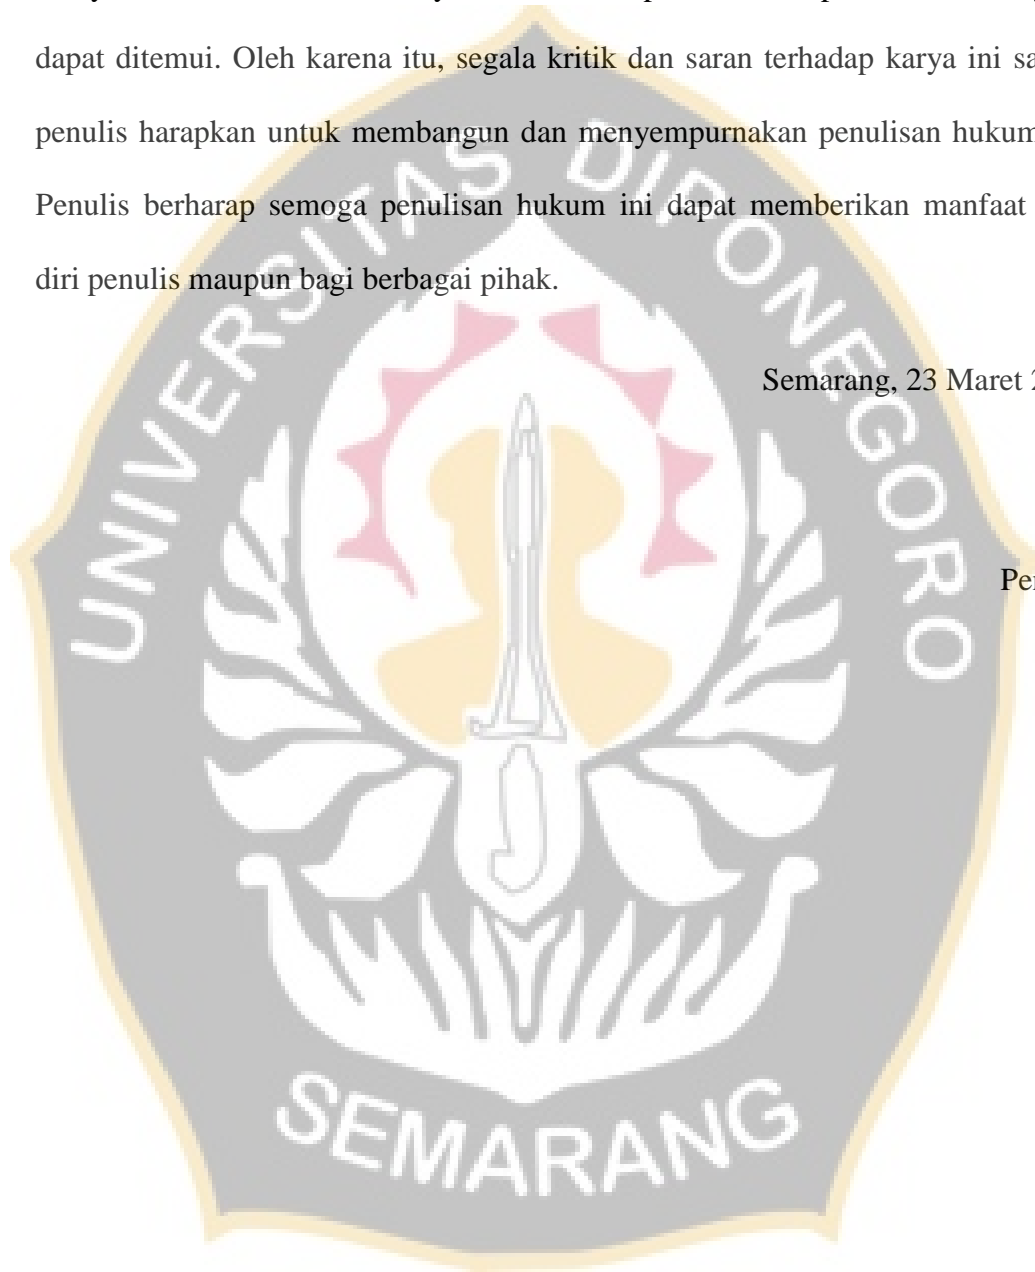 dapat ditemui. Oleh karena itu, segala kritik dan saran terhadap karya ini sa
penulis harapkan untuk membangun dan menyempurnakan penulisan hukum
Penulis berharap semoga penulisan hukum ini dapat memberikan manfaat
diri penulis maupun bagi berbagai pihak.
Semarang, 23 Maret 2
Pe
UNIVERSITAS DIPONEGORO
SEMARANG